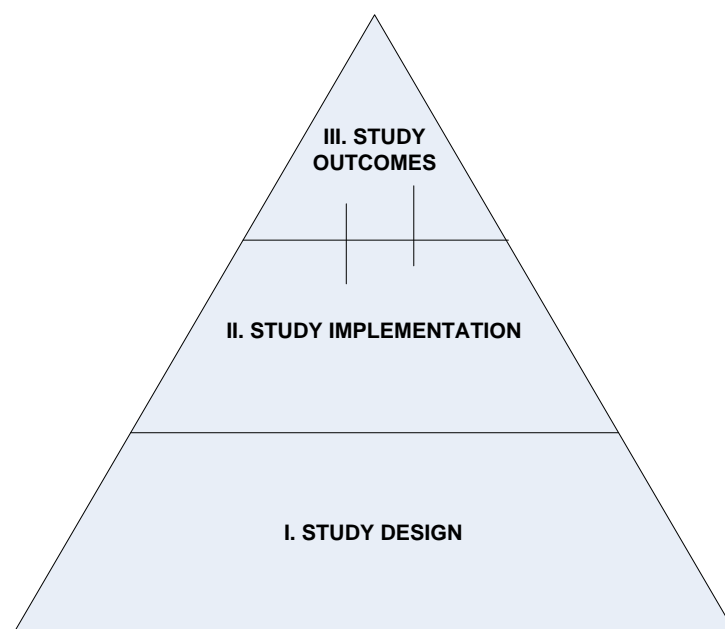 III. STUDY
OUTCOMES
II. STUDY IMPLEMENTATION
I. STUDY DESIGN